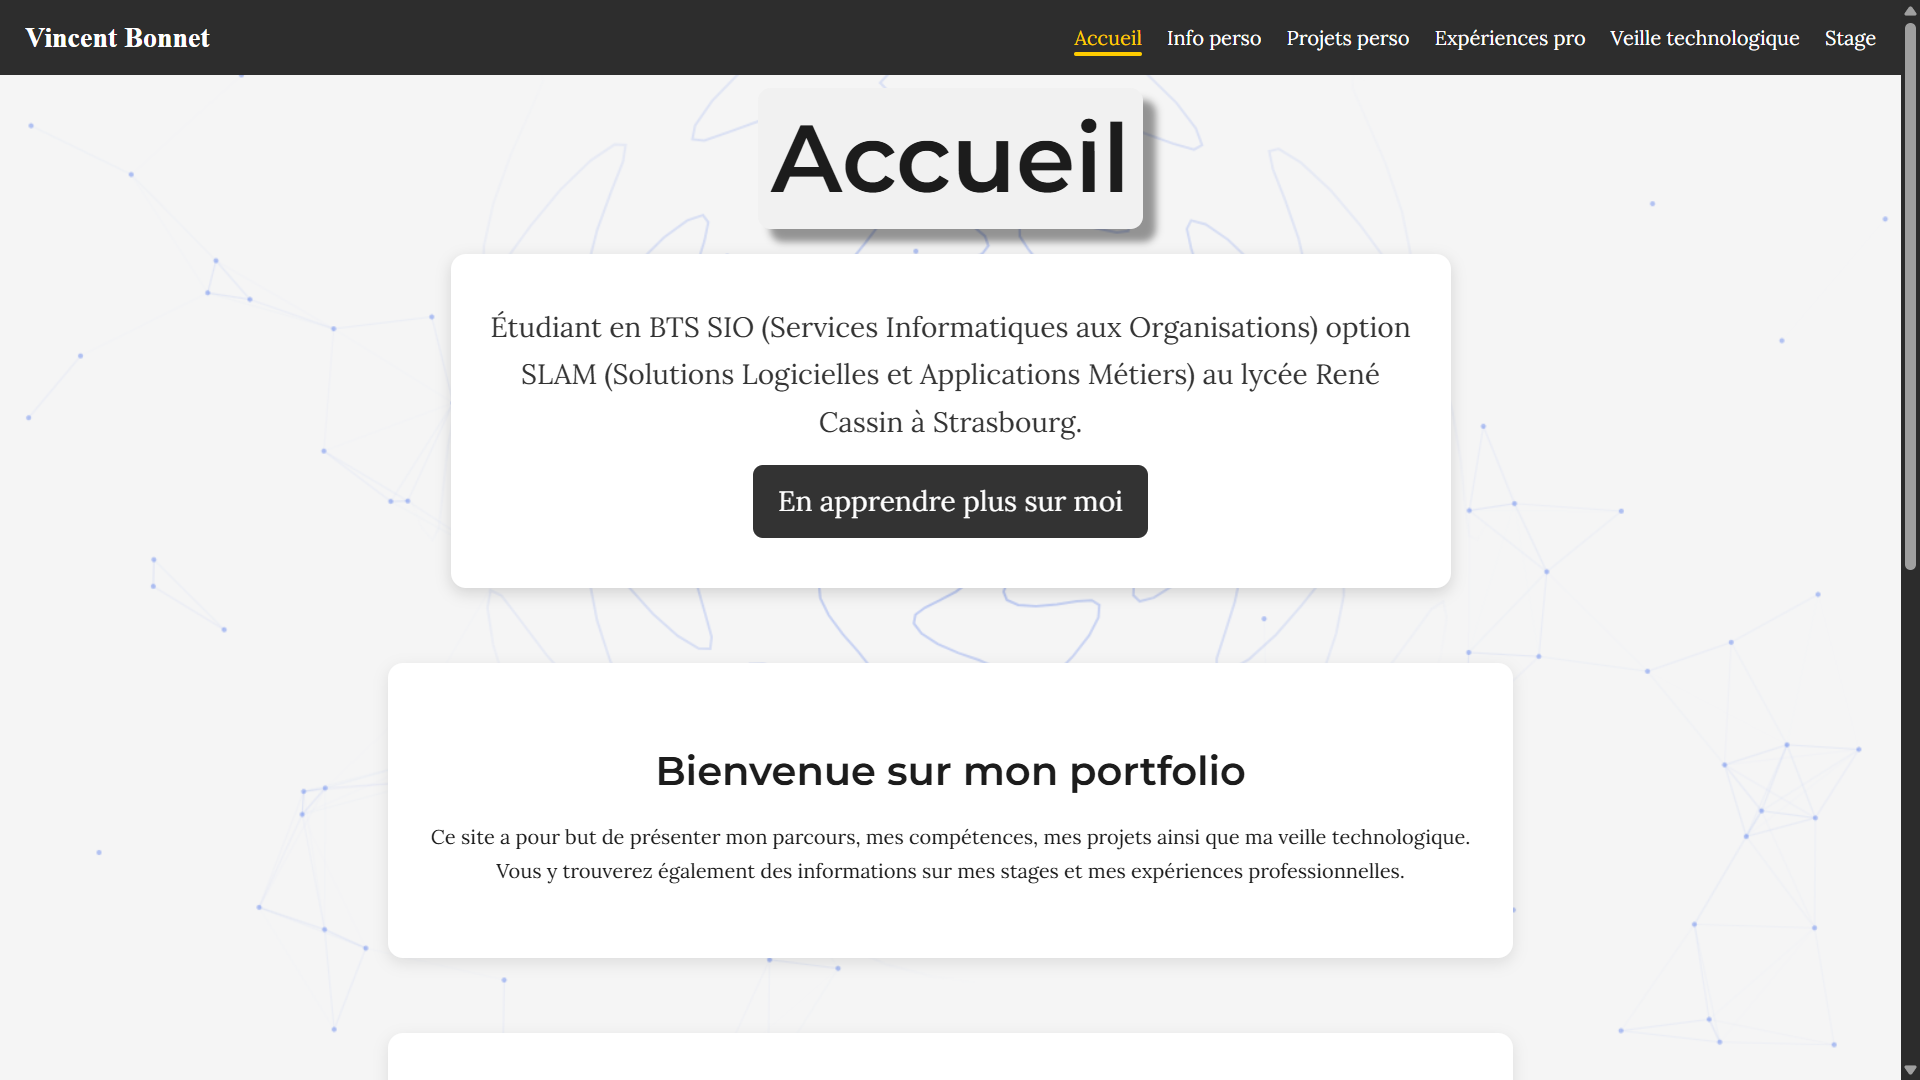 Vincent Bonnet
Accueil Info perso Projets perso Expériences pro Veille technologique Stage
Accueil
Étudiant en BTS SIO (Services Informatiques aux Organisations) option
SLAM (Solutions Logicielles et Applications Métiers) au lycée René
Cassin à Strasbourg.
En apprendre plus sur moi
Bienvenue sur mon portfolio
Ce site a pour but de présenter mon parcours, mes compétences, mes projets ainsi que ma veille technologique.
Vous y trouverez également des informations sur mes stages et mes expériences professionnelles.